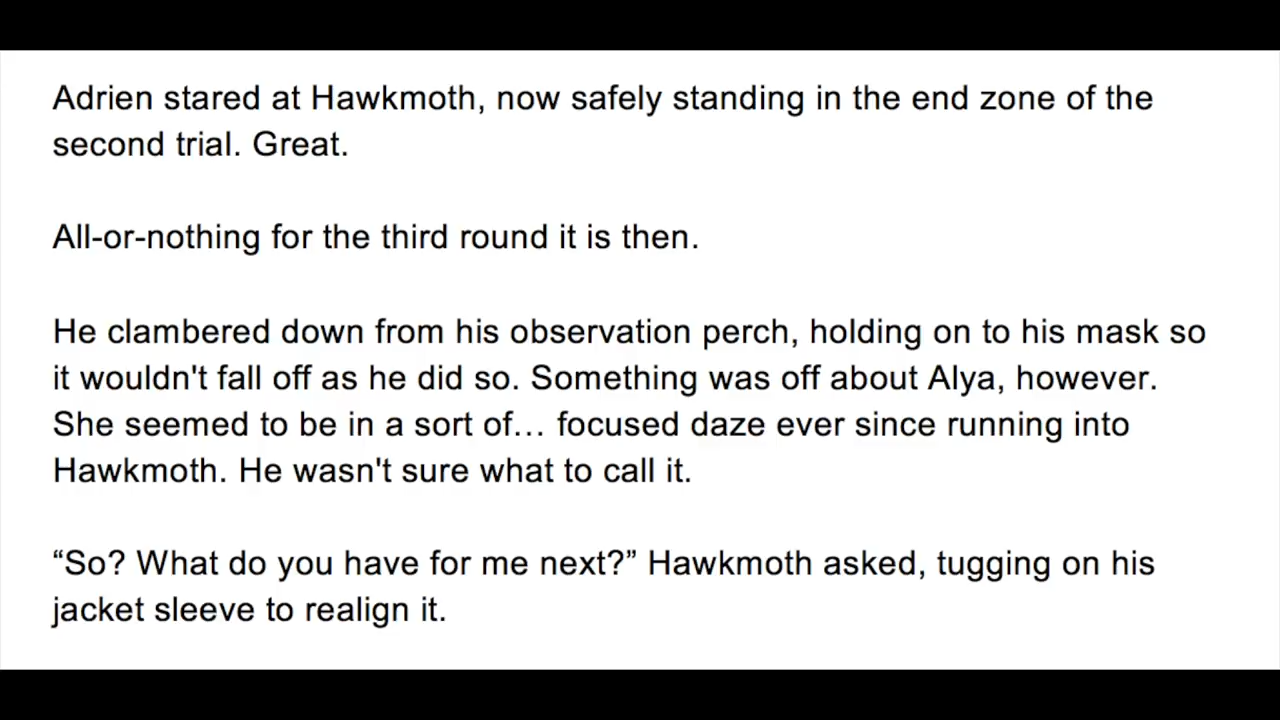 Adrien stared at Hawkmoth, now safely standing in the end zone of the
second trial. Great.
All-or-nothing for the third round it is then.
He clambered down from his observation perch, holding on to his mask so
it wouldn't fall off as he did so. Something was off about Alya, however.
She seemed to be in a sort of… focused daze ever since running into
Hawkmoth. He wasn't sure what to call it.
“So? What do you have for me next?” Hawkmoth asked, tugging on his
jacket sleeve to realign it.